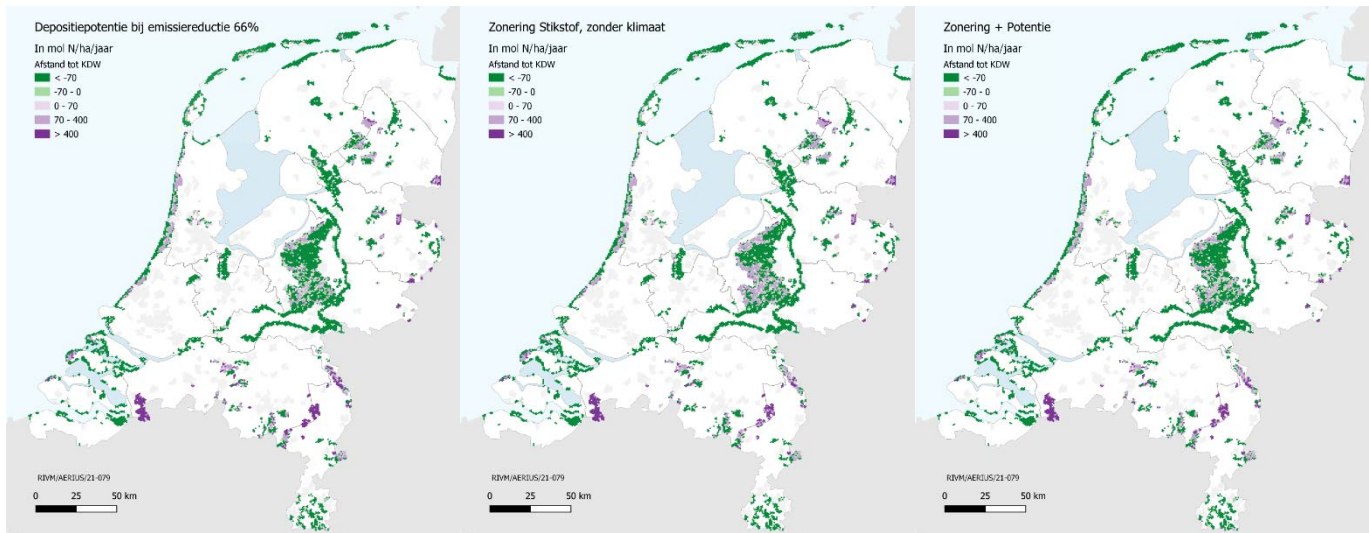 Depositiepotentie bij emissiereductie 66%
In mol N/ha/jaar
Afstand tot KDW
< -70
-70 - 0
0 - 70
70 - 400
> 400
RIVM/AERIUS/21-079
0 25 50 km
Zonering Stikstof, zonder klimaat
In mol N/ha/jaar
Afstand tot KDW
< -70
-70 - 0
0 - 70
70 - 400
> 400
RIVM/AERIUS/21-079
0 25 50 km
Zonering + Potentie
In mol N/ha/jaar
Afstand tot KDW
< -70
-70 - 0
0 - 70
70 - 400
> 400
RIVM/AERIUS/21-079
0 25 50 km